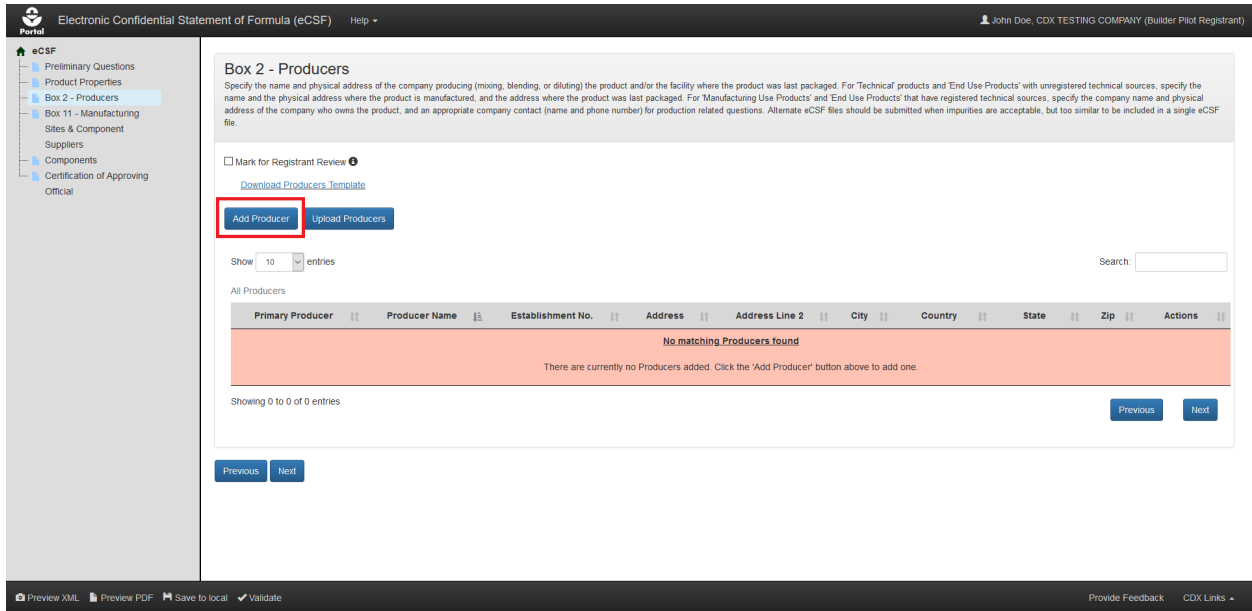 Portal
Electronic Confidential Statement of Formula (eCSF) Help
John Doe, CDX TESTING COMPANY (Builder Pilot Registrant)
eCSF
Preliminary Questions
Product Properties
Box 2 - Producers
Box 11 - Manufacturing
Sites & Component
Suppliers
Components
Certification of Approving
Official
Box 2 - Producers
Specify the name and physical address of the company producing (mixing, blending, or diluting) the product and/or the facility where the product was last packaged. For 'Technical' products and 'End Use Products' with unregistered technical sources, specify the
name and the physical address where the product is manufactured, and the address where the product was last packaged. For 'Manufacturing Use Products' and 'End Use Products' that have registered technical sources, specify the company name and physical
address of the company who owns the product, and an appropriate company contact (name and phone number) for production related questions. Alternate eCSF files should be submitted when impurities are acceptable, but too similar to be included in a single eCSF
file.
Mark for Registrant Review
Download Producers Template
Add Producer Upload Producers
Show 10 entries Search:
All Producers
Primary Producer Producer Name Establishment No. Address Address Line 2 City Country State Zip Actions
No matching Producers found
There are currently no Producers added. Click the 'Add Producer' button above to add one.
Showing 0 to 0 of 0 entries
Previous Next
Previous Next
Preview XML Preview PDF Save to local Validate Provide Feedback CDX Links